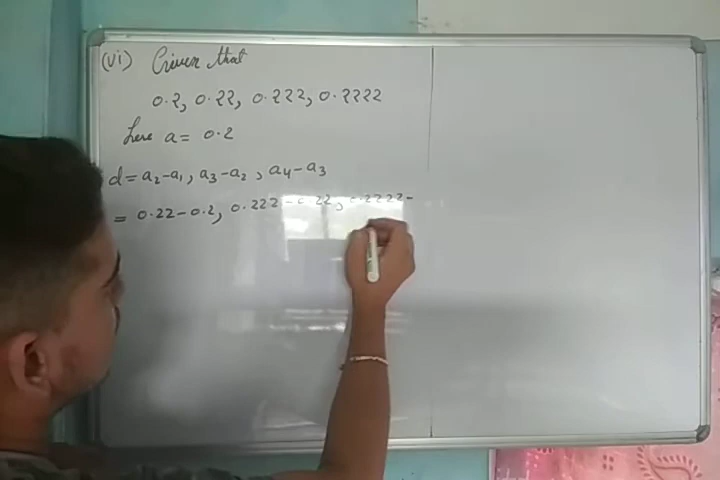 (vi) Given that
0.2, 0.22, 0.222, 0.2222
here a = 0.2
d = a2-a1, a3-a2, a4-a3
= 0.22-0.2, 0.222-0.22, 0.2222-